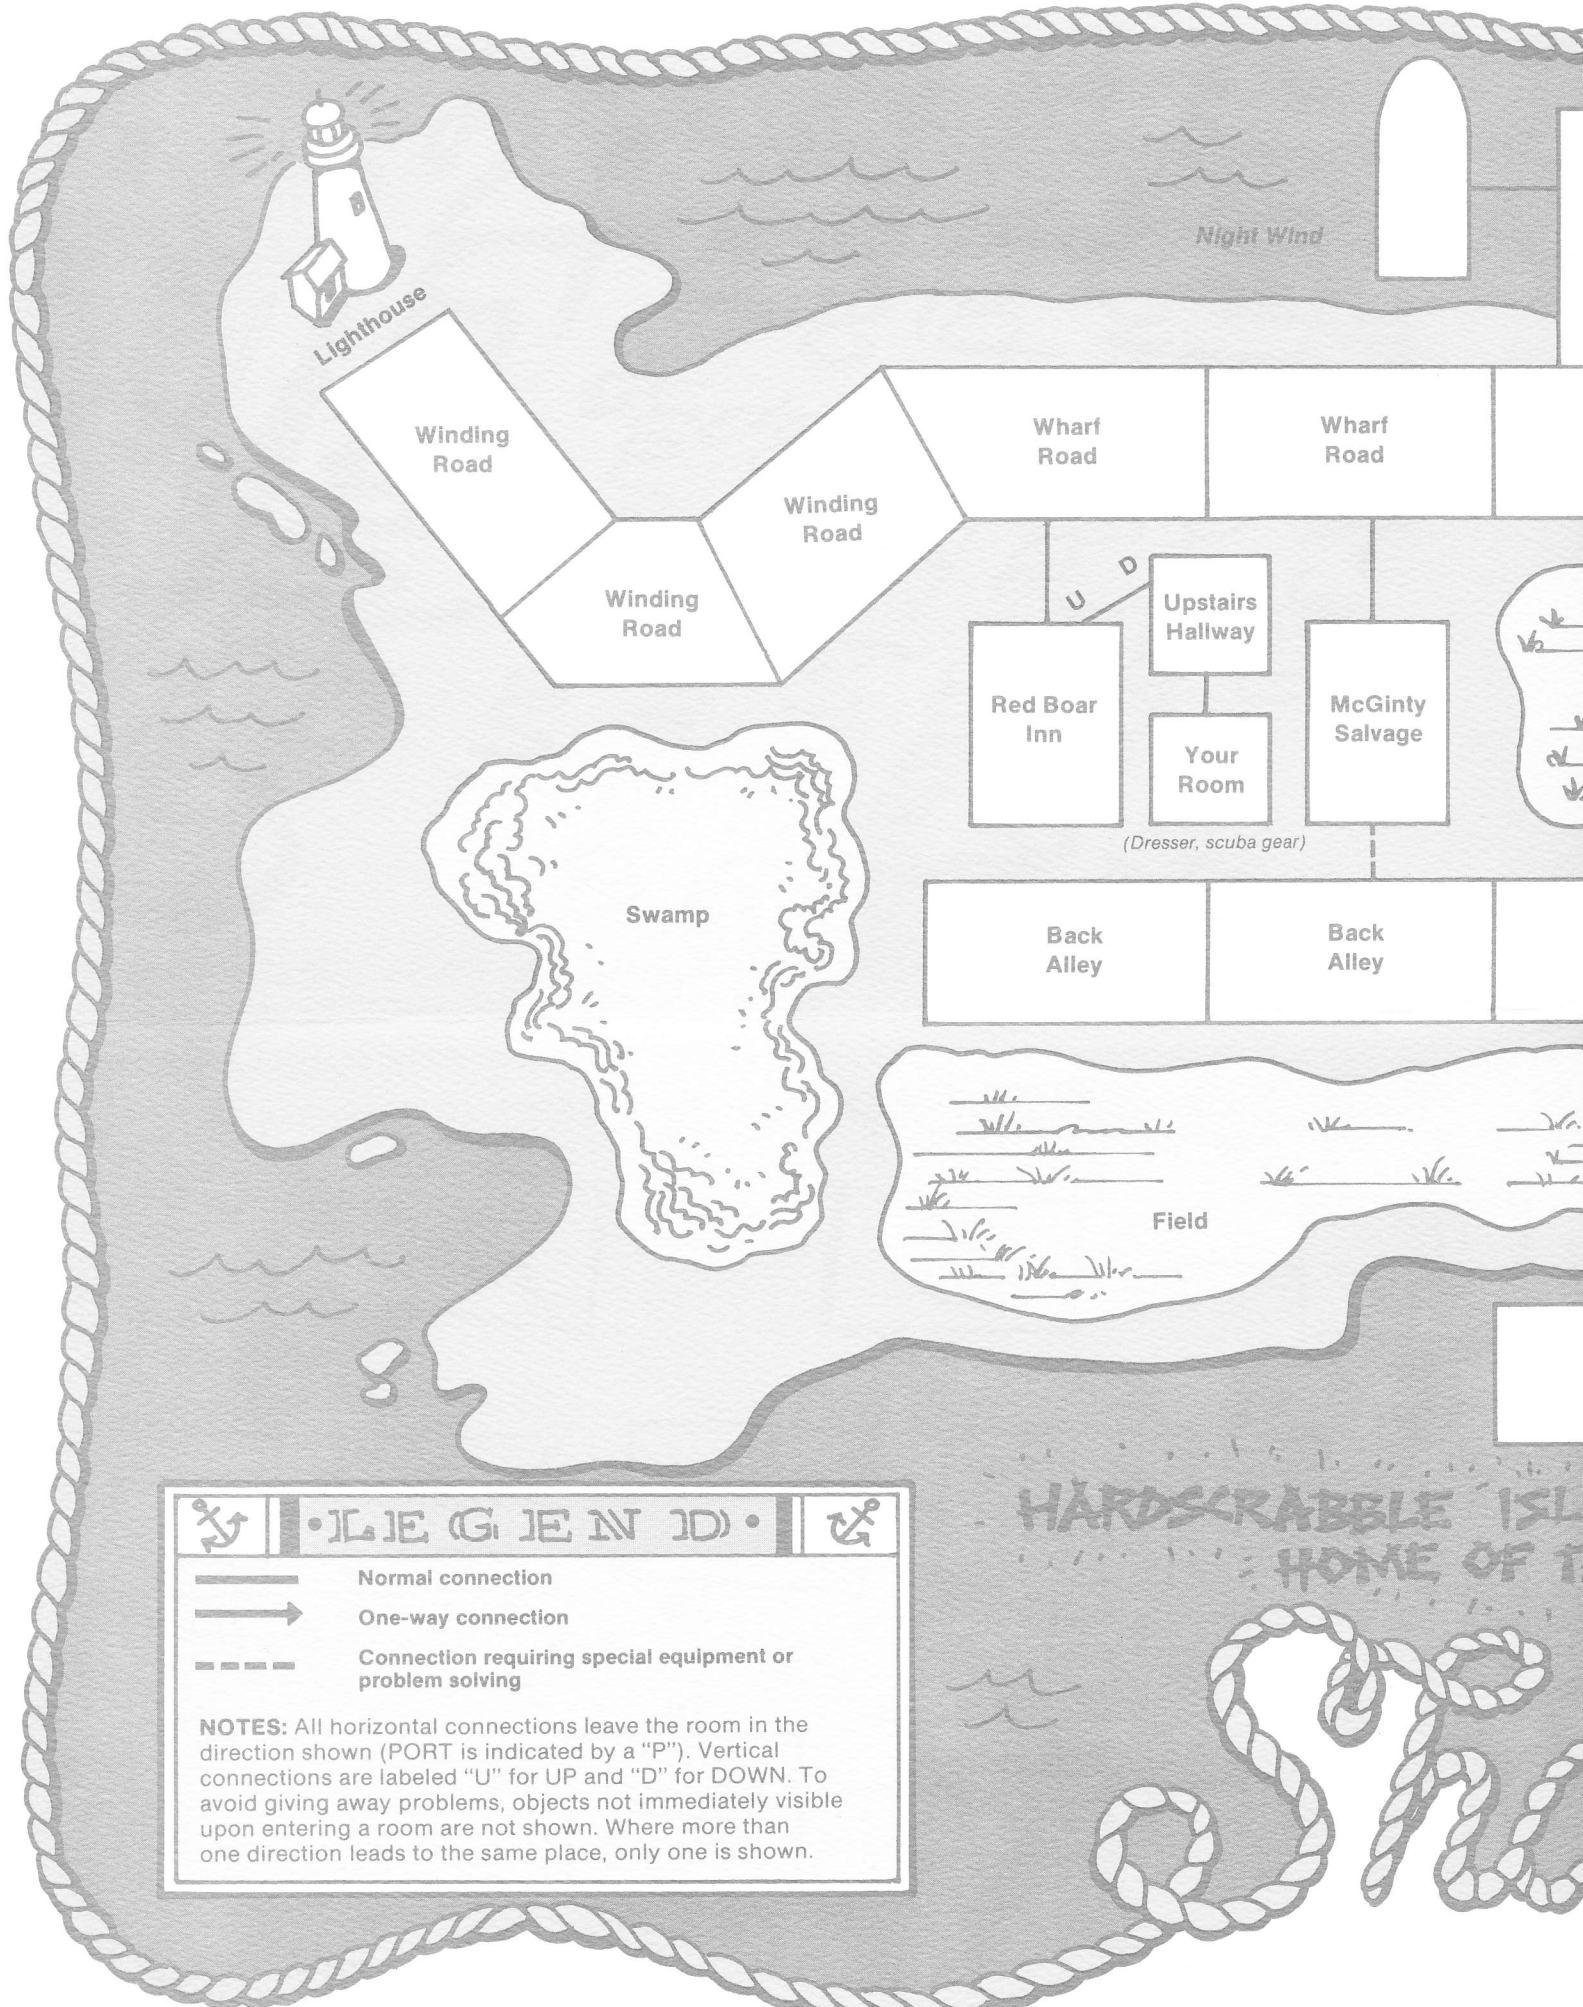 Night Wind
Lighthouse
Winding
Road
Winding
Road
Winding
Road
Wharf
Road
Wharf
Road
D
U
Upstairs
Hallway
Red Boar
Inn
McGinty
Salvage
Your
Room
(Dresser, scuba gear)
Swamp
Back
Alley
Back
Alley
Field
HARDSCRABBLE ISL
HOME OF T
• LEGEND •
Normal connection
One-way connection
Connection requiring special equipment or
problem solving
NOTES: All horizontal connections leave the room in the
direction shown (PORT is indicated by a “P”). Vertical
connections are labeled “U” for UP and “D” for DOWN. To
avoid giving away problems, objects not immediately visible
upon entering a room are not shown. Where more than
one direction leads to the same place, only one is shown.